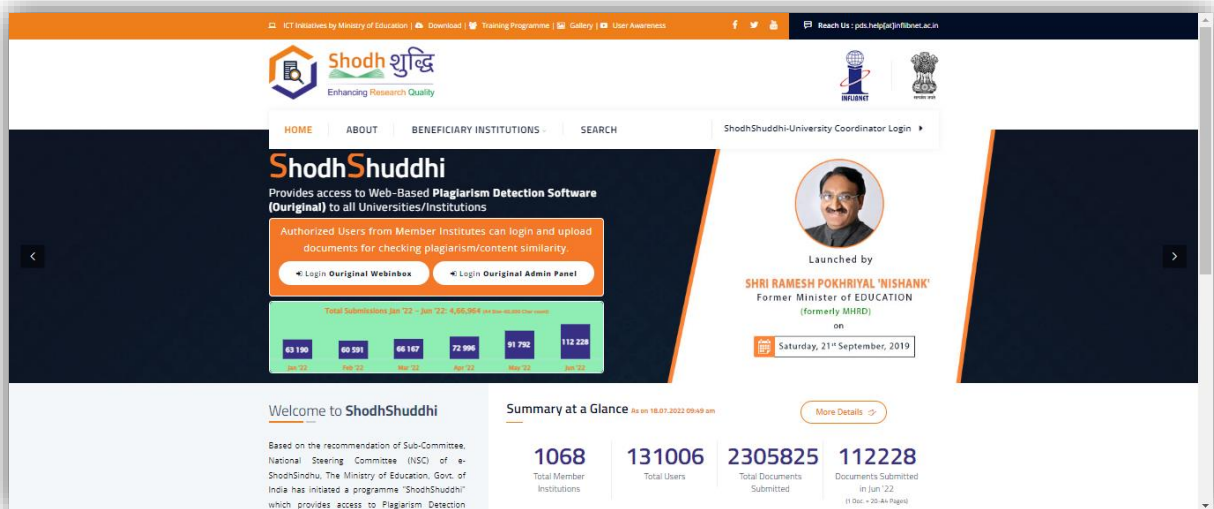 ICT Initiatives by Ministry of Education | Download | Training Programme | Gallery | User Awareness
Reach Us : pds.help[at]inflibnet.ac.in
Shodh शुद्धि
Enhancing Research Quality
INFLIBNET
HOME ABOUT BENEFICIARY INSTITUTIONS SEARCH ShodhShuddhi-University Coordinator Login
ShodhShuddhi
Provides access to Web-Based Plagiarism Detection Software
(Ouriginal) to all Universities/Institutions
Authorized Users from Member Institutes can login and upload
documents for checking plagiarism/content similarity.
Login Ouriginal Webinbox Login Ouriginal Admin Panel
Total Submissions Jan '22 - Jun '22: 4,66,964
63 190 60 591 66 167 72 996 91 792 112 228
Jan '22 Feb '22 Mar '22 Apr '22 May '22 Jun '22
Launched by
SHRI RAMESH POKHRIYAL 'NISHANK'
Former Minister of EDUCATION
(formerly MHRD)
on
Saturday, 21st September, 2019
Welcome to ShodhShuddhi
Based on the recommendation of Sub-Committee,
National Steering Committee (NSC) of e-
ShodhSindhu, The Ministry of Education, Govt. of
India has initiated a programme "ShodhShuddhi"
which provides access to Plagiarism Detection
Summary at a Glance As on 18.07.2022 09:49 am
More Details
1068 131006 2305825 112228
Total Member Institutions
Total Users
Total Documents Submitted
Documents Submitted in Jun '22
(1 Doc. = 20-A4 Pages)